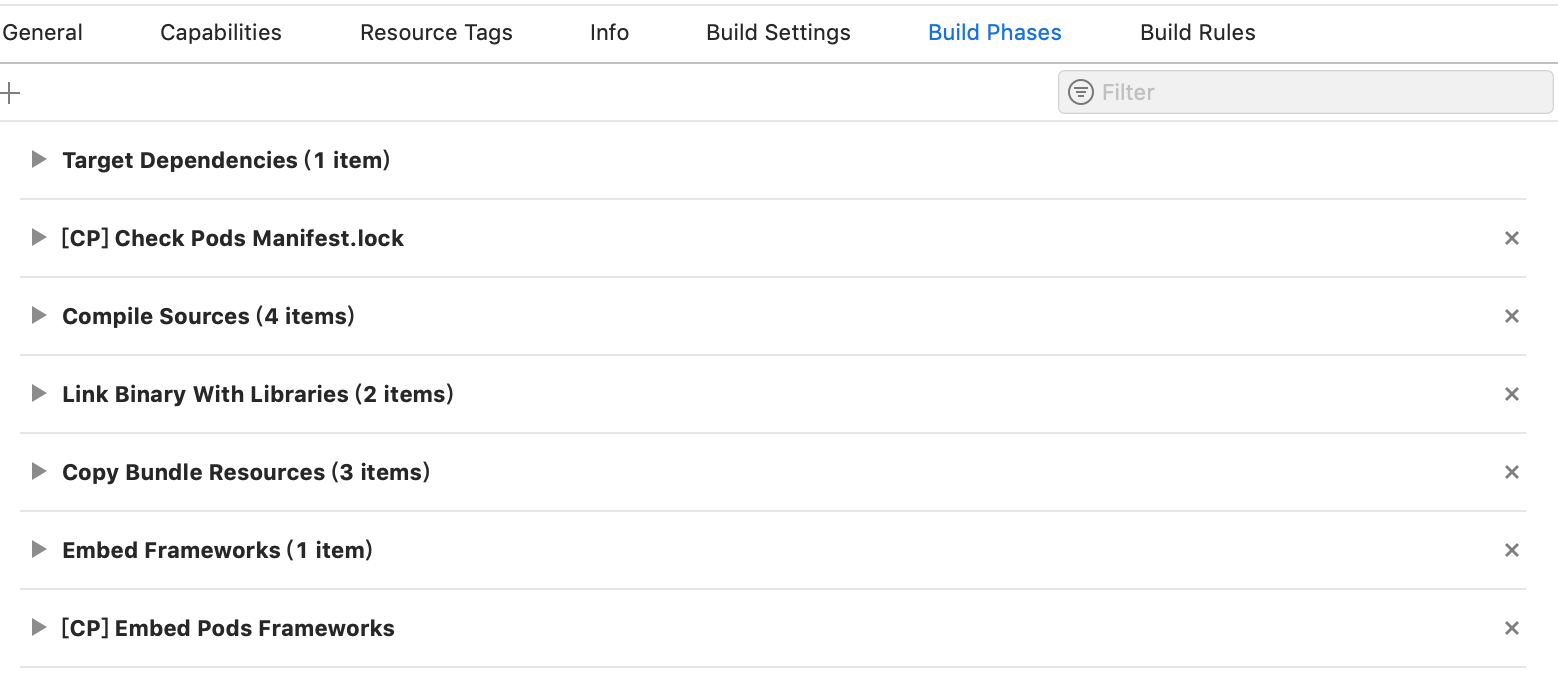 General Capabilities Resource Tags Info Build Settings Build Phases Build Rules
Filter
Target Dependencies (1 item)
[CP] Check Pods Manifest.lock
Compile Sources (4 items)
Link Binary With Libraries (2 items)
Copy Bundle Resources (3 items)
Embed Frameworks (1 item)
[CP] Embed Pods Frameworks